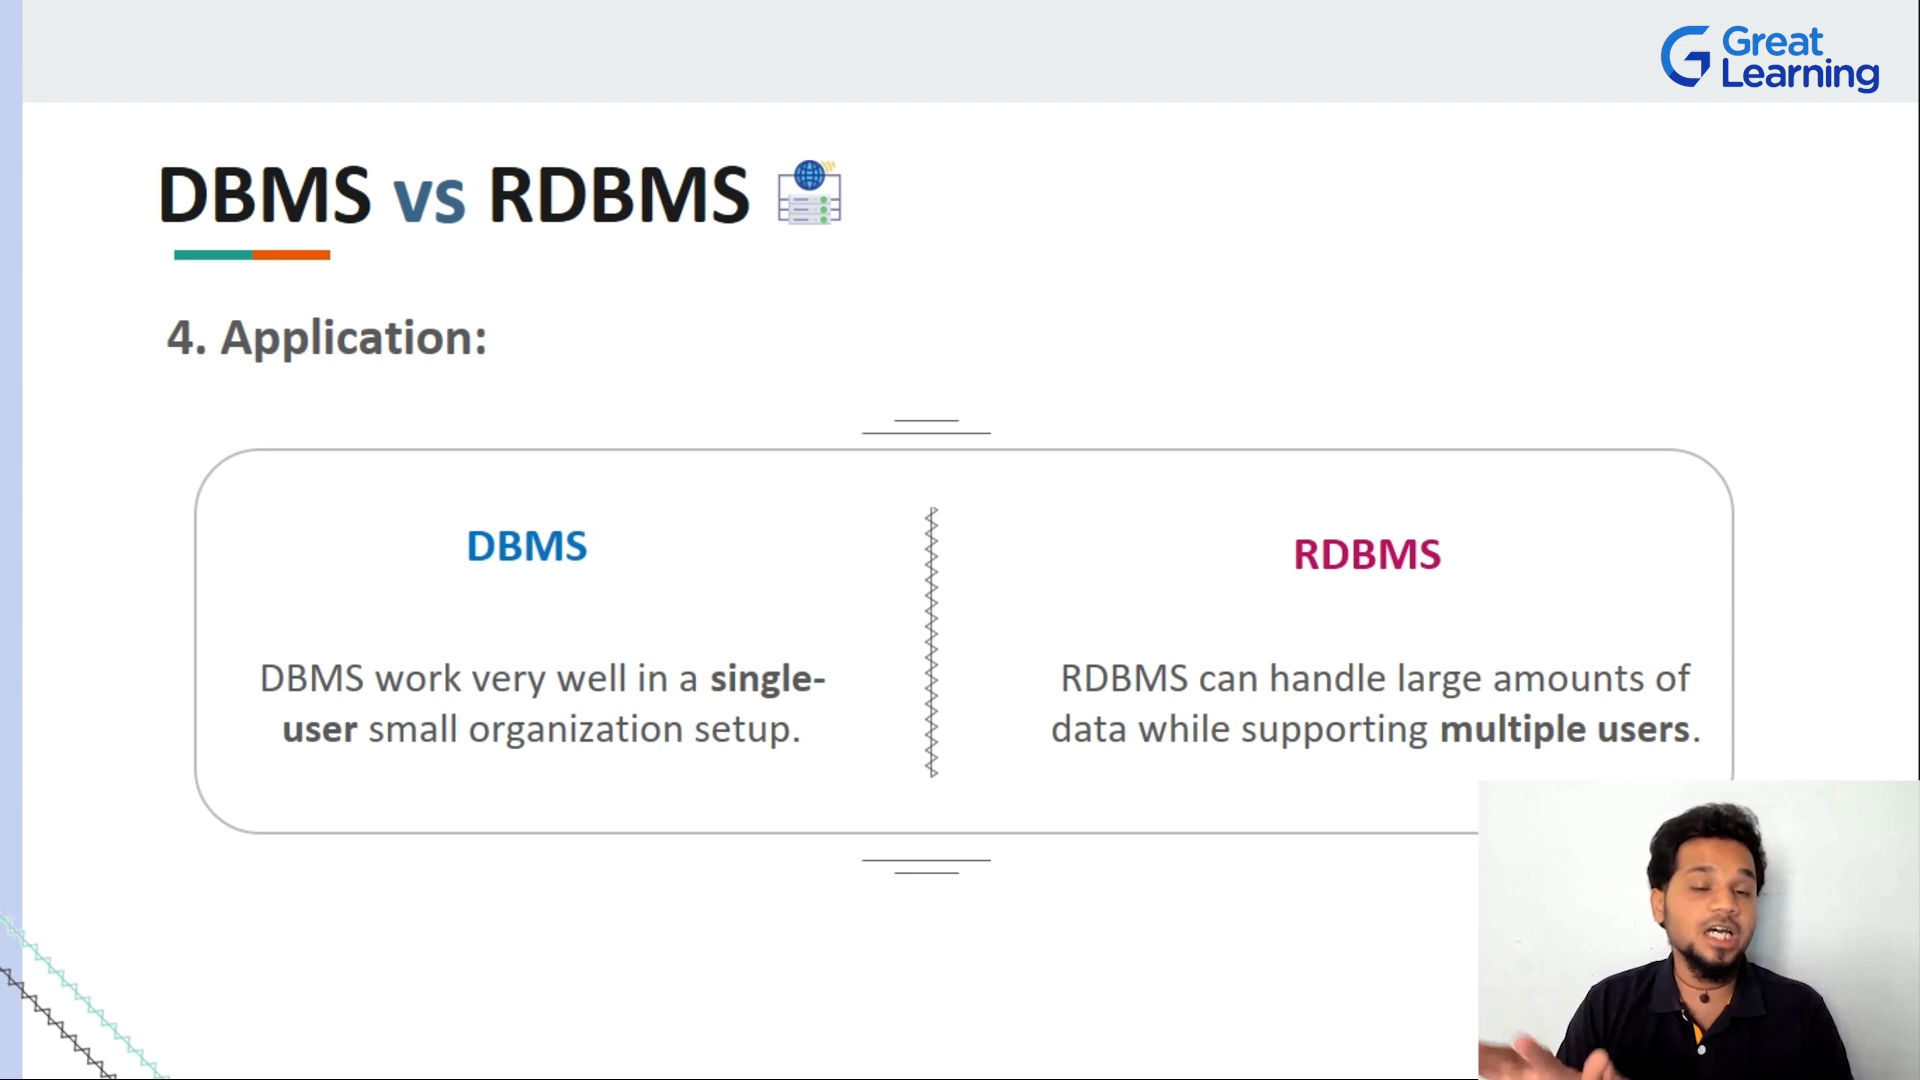 Great
Learning
DBMS vs RDBMS
4. Application:
DBMS
RDBMS
DBMS work very well in a single-
user small organization setup.
RDBMS can handle large amounts of
data while supporting multiple users.